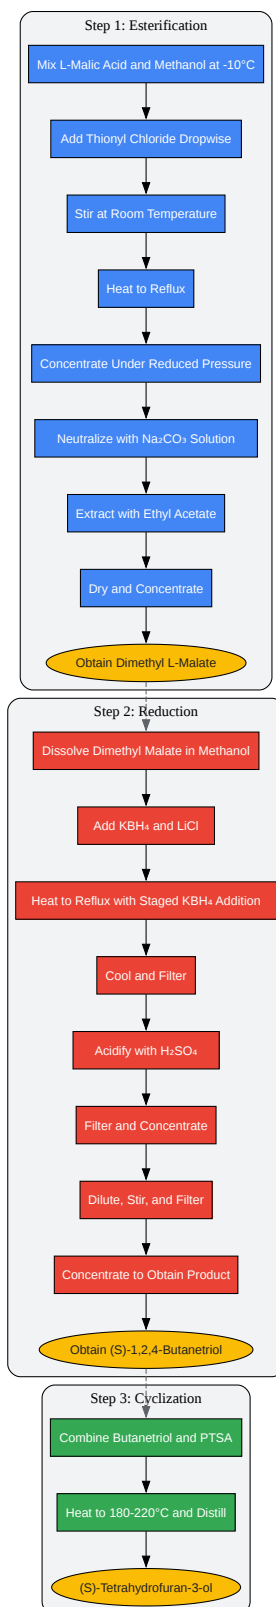 Step 1: Esterification
Mix L-Malic Acid and Methanol at -10°C
Add Thionyl Chloride Dropwise
Stir at Room Temperature
Heat to Reflux
Concentrate Under Reduced Pressure
Neutralize with Na₂CO₃ Solution
Extract with Ethyl Acetate
Dry and Concentrate
Obtain Dimethyl L-Malate
Step 2: Reduction
Dissolve Dimethyl Malate in Methanol
Add KBH₄ and LiCl
Heat to Reflux with Staged KBH₄ Addition
Cool and Filter
Acidify with H₂SO₄
Filter and Concentrate
Dilute, Stir, and Filter
Concentrate to Obtain Product
Obtain (S)-1,2,4-Butanetriol
Step 3: Cyclization
Combine Butanetriol and PTSA
Heat to 180-220°C and Distill
(S)-Tetrahydrofuran-3-ol